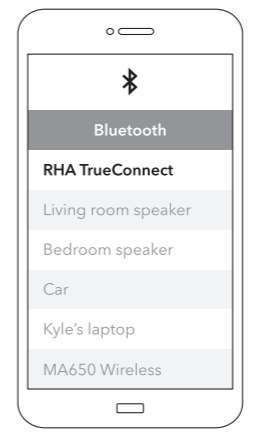 Bluetooth
RHA TrueConnect
Living room speaker
Bedroom speaker
Car
Kyle’s laptop
MA650 Wireless